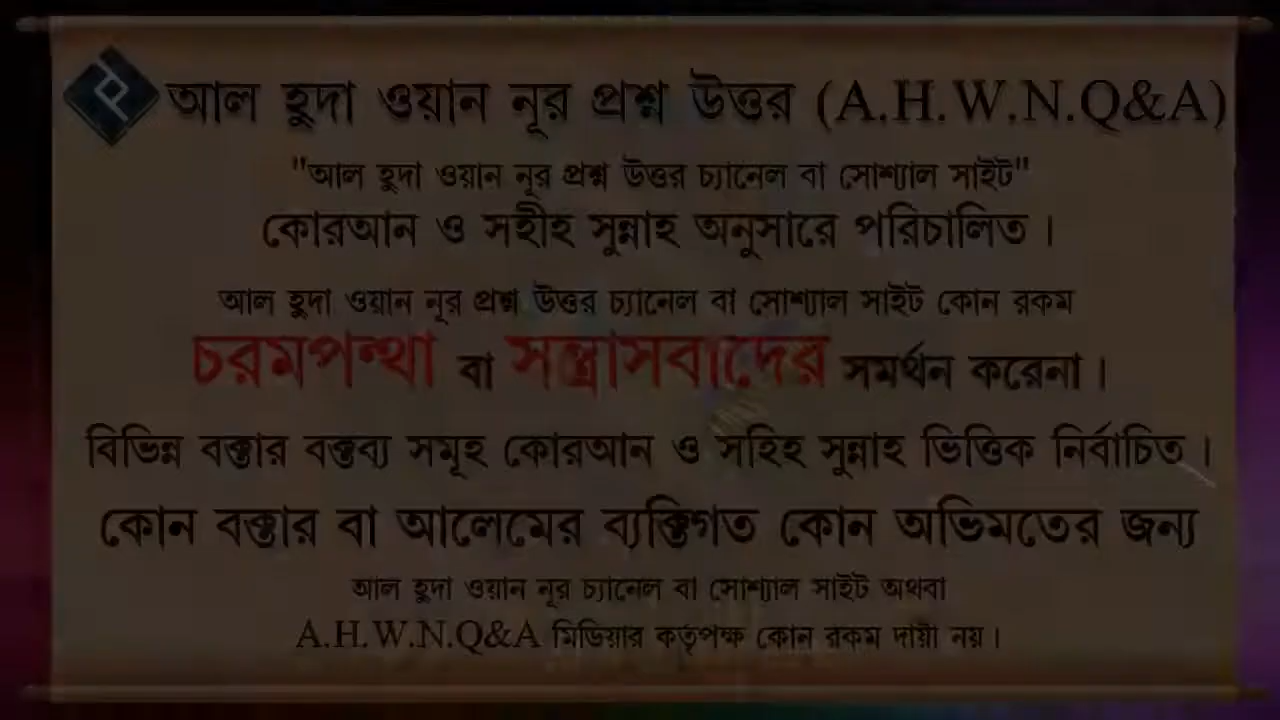 আল হুদা ওয়ান নূর প্রশ্ন উত্তর (A.H.W.N.Q&A)
"আল হুদা ওয়ান নূর প্রশ্ন উত্তর চ্যানেল বা সোশ্যাল সাইট"
কোরআন ও সহীহ সুন্নাহ অনুসারে পরিচালিত।
আল হুদা ওয়ান নূর প্রশ্ন উত্তর চ্যানেল বা সোশ্যাল সাইট কোন রকম
চরমপন্থা বা সন্ত্রাসবাদের সমর্থন করেনা।
বিভিন্ন বক্তার বক্তব্য সমূহ কোরআন ও সহিহ সুন্নাহ ভিত্তিক নির্বাচিত।
কোন বক্তার বা আলেমের ব্যক্তিগত কোন অভিমতের জন্য
আল হুদা ওয়ান নূর চ্যানেল বা সোশ্যাল সাইট অথবা
A.H.W.N.Q&A মিডিয়ার কর্তৃপক্ষ কোন রকম দায়ী নয়।